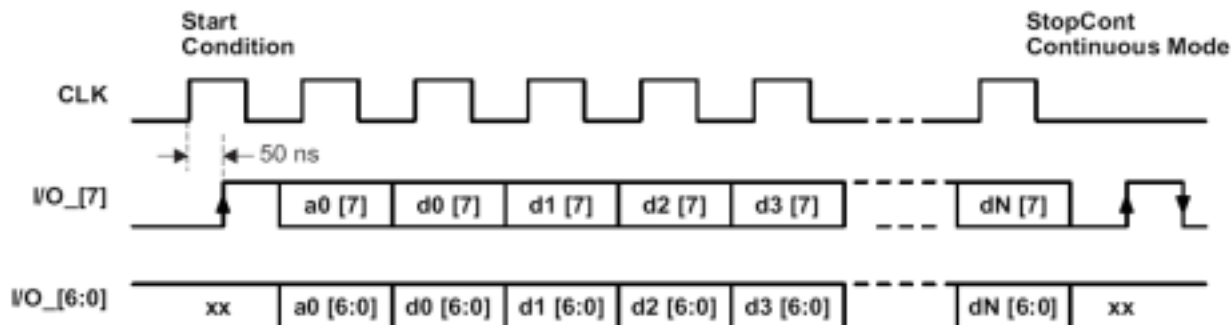 Start
Condition
StopCont
Continuous Mode
CLK
50 ns
I/O_[7]
a0 [7] d0 [7] d1 [7] d2 [7] d3 [7] dN [7]
I/O_[6:0]
xx a0 [6:0] d0 [6:0] d1 [6:0] d2 [6:0] d3 [6:0] dN [6:0] xx